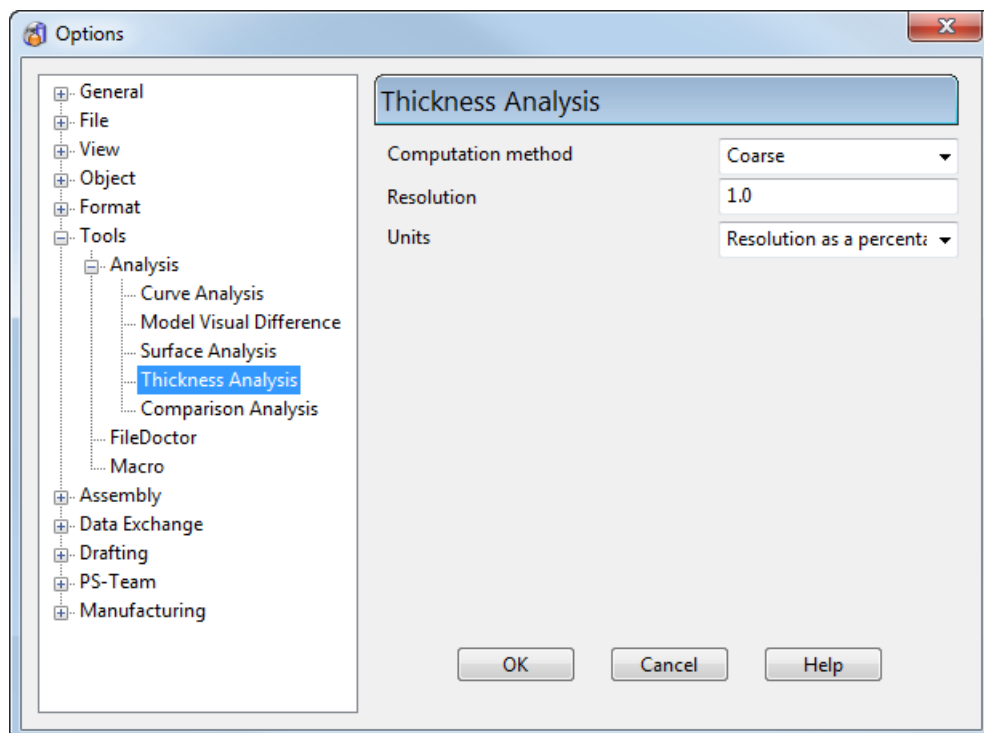 Options
General
File
View
Object
Format
Tools
Analysis
Curve Analysis
Model Visual Difference
Surface Analysis
Thickness Analysis
Comparison Analysis
FileDoctor
Macro
Assembly
Data Exchange
Drafting
PS-Team
Manufacturing
Thickness Analysis
Computation method Coarse
Resolution 1.0
Units Resolution as a percenta
OK Cancel Help